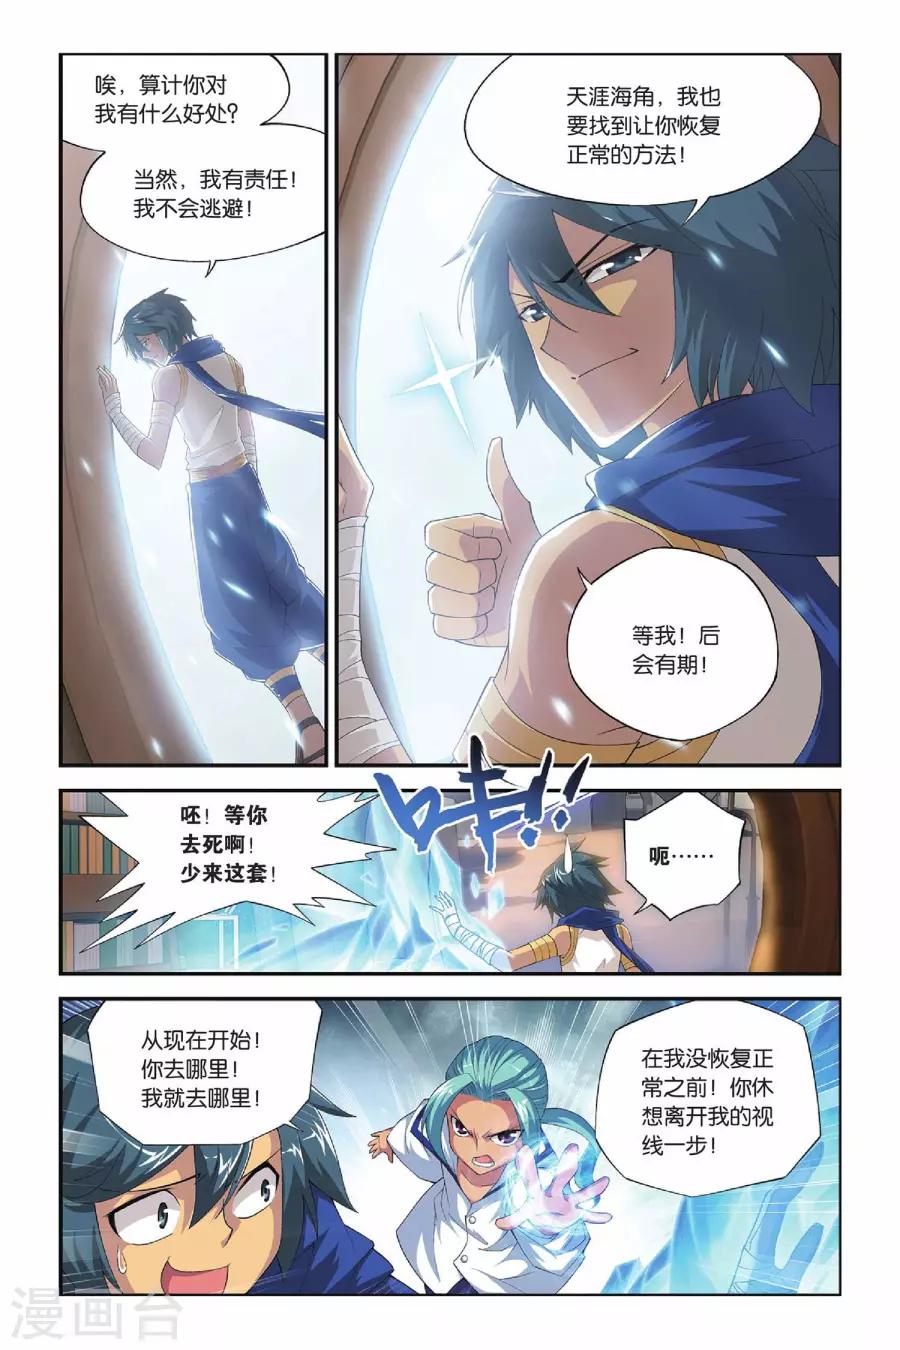 唉，算计你对
我有什么好处？
当然，我有责任！
我不会逃避！
天涯海角，我也
要找到让你恢复
正常的方法！
等我！后
会有期！
呸！等你
去死啊！
少来这套！
咔！！
呃……
从现在开始！
你去哪里！
我就去哪里！
在我没恢复正
常之前！你休
想离开我的视
线一步！
漫画台